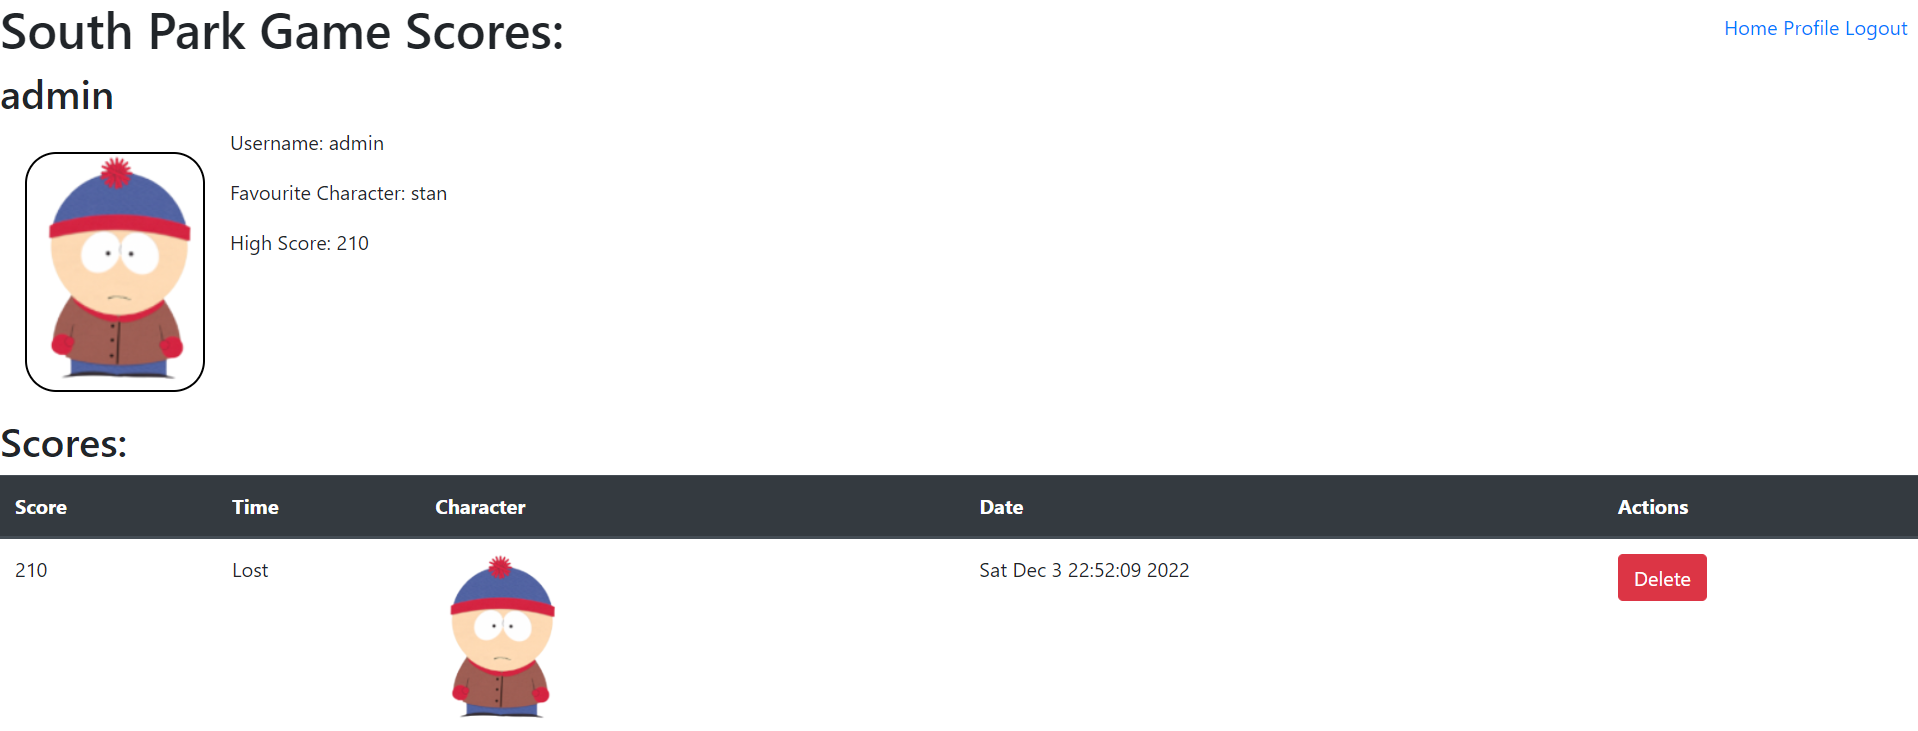 South Park Game Scores:
Home Profile Logout
admin
Username: admin
Favourite Character: stan
High Score: 210
Scores:
Score Time Character Date Actions
210 Lost Sat Dec 3 22:52:09 2022 Delete